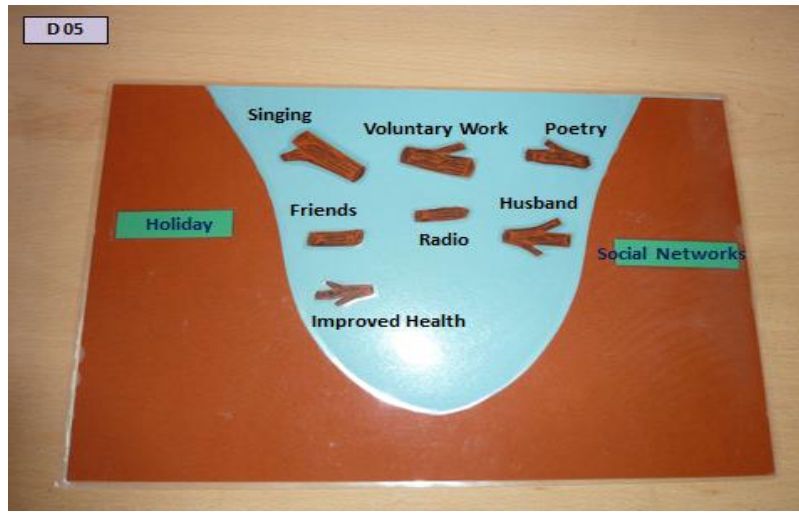 D 05
Singing
Voluntary Work
Poetry
Friends
Husband
Holiday
Radio
Social Networks
Improved Health